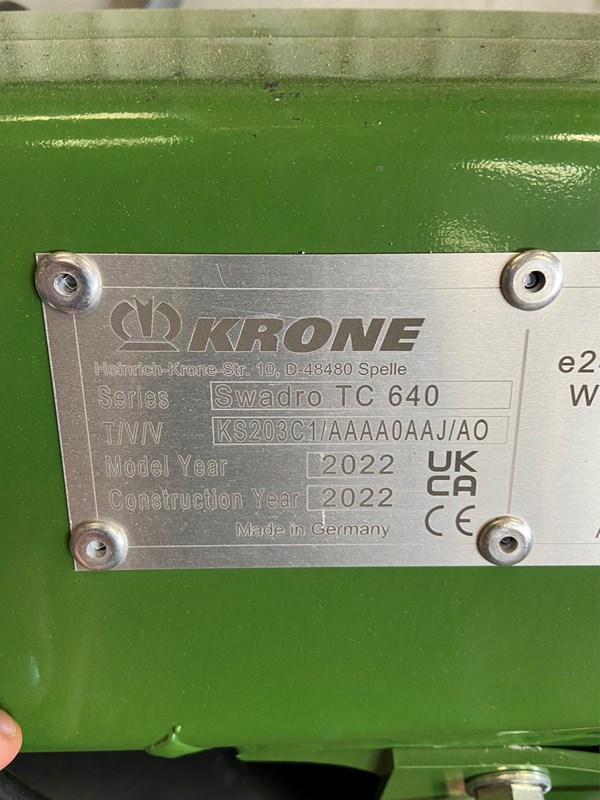 KRONE
Heinrich-Krone-Str. 10, D-48480 Spelle
Series Swadro TC 640
T/V/V KS203C1/AAAA0AAJ/AO
Model Year 2022
Construction Year 2022
UK
CA
Made in Germany
CE
W